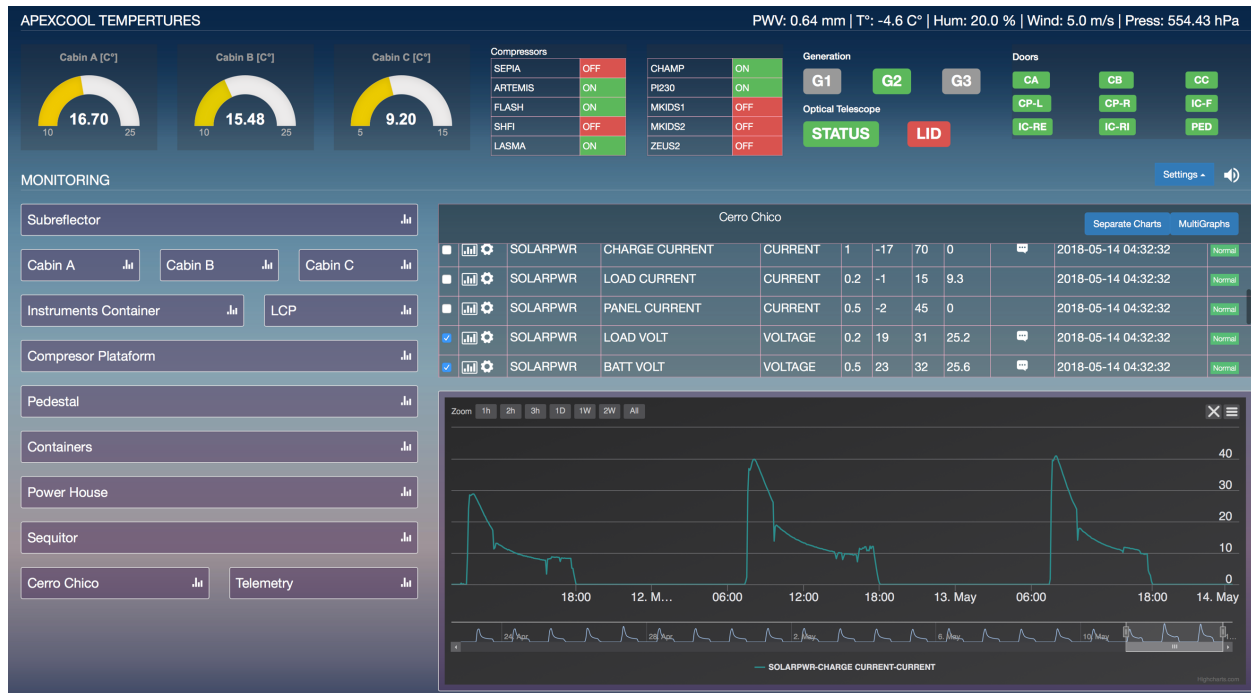 APEXCOOL TEMPERTURES
PWV: 0.64 mm | T°: -4.6 C° | Hum: 20.0 % | Wind: 5.0 m/s | Press: 554.43 hPa
Cabin A [C°]
16.70
10 25
Cabin B [C°]
15.48
10 25
Cabin C [C°]
9.20
5 15
Compressors
SEPIA OFF CHAMP ON
ARTEMIS ON PI230 ON
FLASH ON MKIDS1 OFF
SHFI OFF MKIDS2 OFF
LASMA ON ZEUS2 OFF
Generation
G1 G2 G3
Optical Telescope
STATUS LID
Doors
CA CB CC
CP-L CP-R IC-F
IC-RE IC-RI PED
MONITORING
Settings
Subreflector
Cabin A Cabin B Cabin C
Instruments Container LCP
Compresor Plataform
Pedestal
Containers
Power House
Sequitor
Cerro Chico Telemetry
Cerro Chico
Separate Charts MultiGraphs
SOLARPWR CHARGE CURRENT CURRENT 1 -17 70 0 2018-05-14 04:32:32 Normal
SOLARPWR LOAD CURRENT CURRENT 0.2 -1 15 9.3 2018-05-14 04:32:32 Normal
SOLARPWR PANEL CURRENT CURRENT 0.5 -2 45 0 2018-05-14 04:32:32 Normal
SOLARPWR LOAD VOLT VOLTAGE 0.2 19 31 25.2 2018-05-14 04:32:32 Normal
SOLARPWR BATT VOLT VOLTAGE 0.5 23 32 25.6 2018-05-14 04:32:32 Normal
Zoom 1h 2h 3h 1D 1W 2W All
40
30
20
10
0
18:00 12. M… 06:00 12:00 18:00 13. May 06:00 18:00 14. May
24. Apr 28. Apr 2. May 6. May 10. May 1…
SOLARPWR-CHARGE CURRENT-CURRENT
Highcharts.com